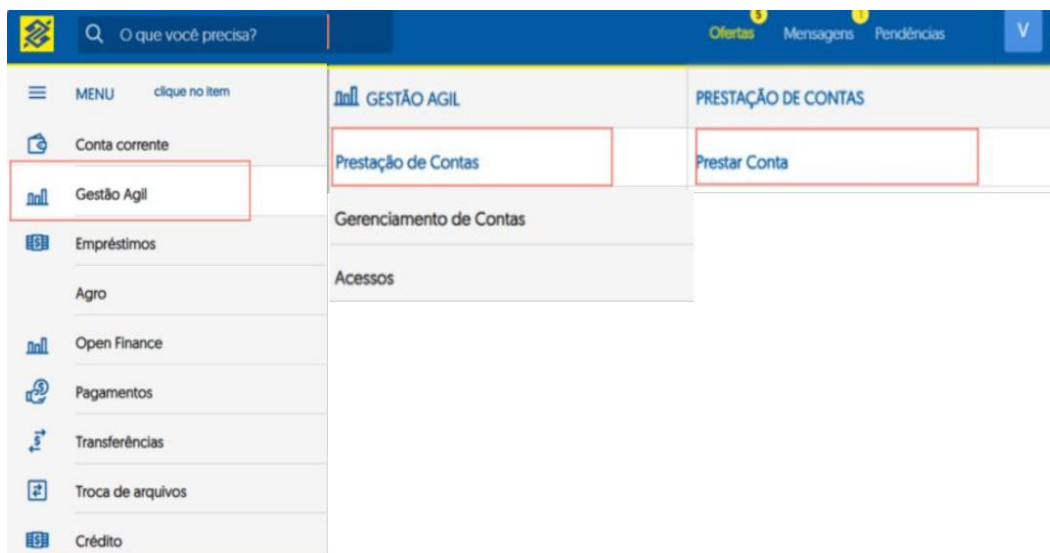 O que você precisa?
5
Ofertas
1
Mensagens
Pendências
V
MENU
clique no item
Conta corrente
Gestão Agil
Empréstimos
Agro
Open Finance
Pagamentos
Transferências
Troca de arquivos
Crédito
GESTÃO AGIL
Prestação de Contas
Gerenciamento de Contas
Acessos
PRESTAÇÃO DE CONTAS
Prestar Conta